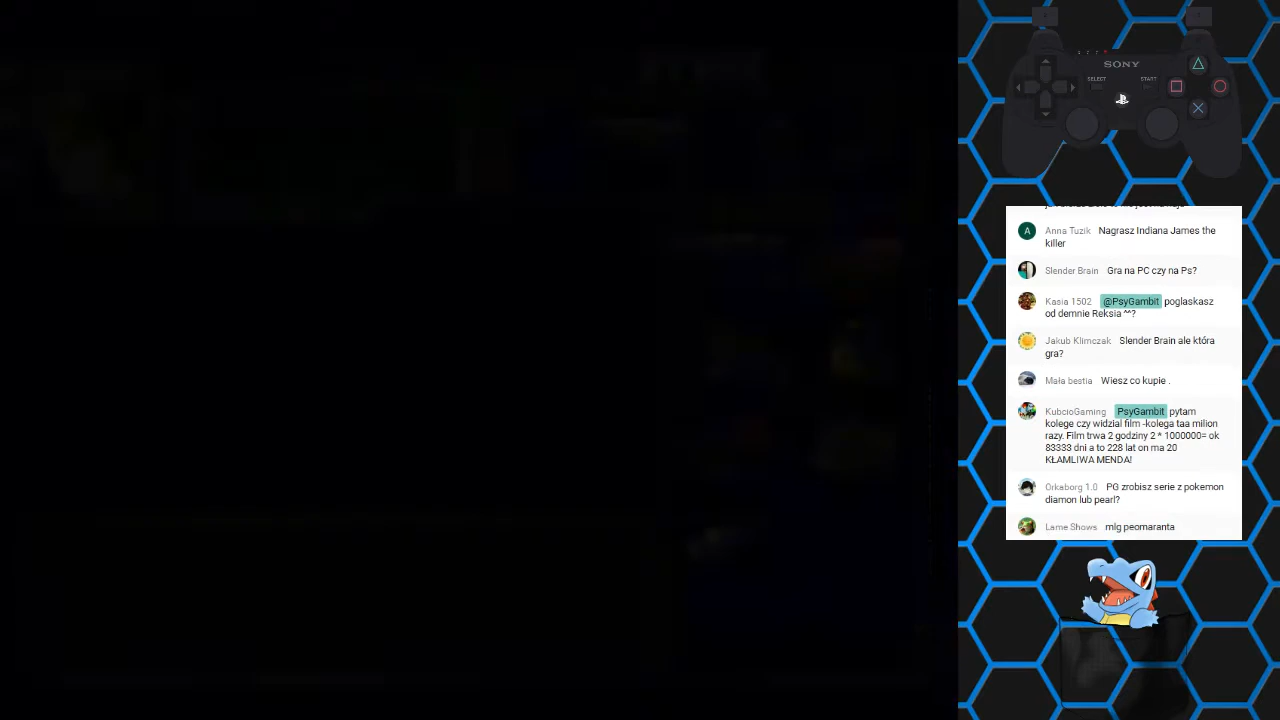 SONY
SELECT
START
A
Anna Tuzik Nagrasz Indiana James the
killer
Slender Brain Gra na PC czy na Ps?
Kasia 1502 @PsyGambit poglaskasz
od demnie Reksia ^^?
Jakub Klimczak Slender Brain ale która
gra?
Mała bestia Wiesz co kupie .
KubcioGaming PsyGambit pytam
kolege czy widzial film -kolega taa milion
razy. Film trwa 2 godziny 2 * 1000000= ok
83333 dni a to 228 lat on ma 20
KŁAMLIWA MENDA!
Orkaborg 1.0 PG zrobisz serie z pokemon
diamon lub pearl?
Lame Shows mlg peomaranta